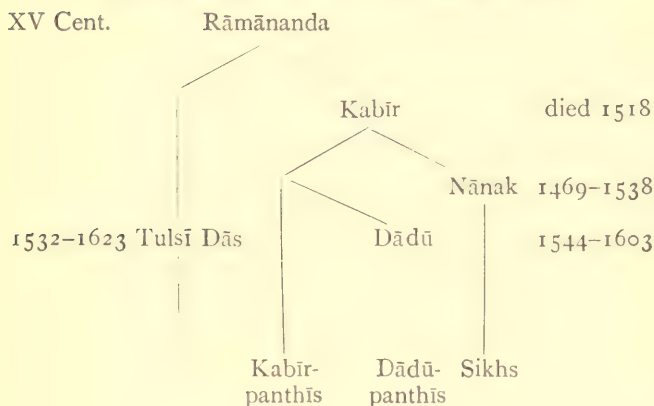 XV Cent. Rāmānanda
Kabīr died 1518
Nānak 1469–1538
1532–1623 Tulsī Dās Dādū 1544–1603
Kabīr- Dādū- Sikhs
panthīs panthīs